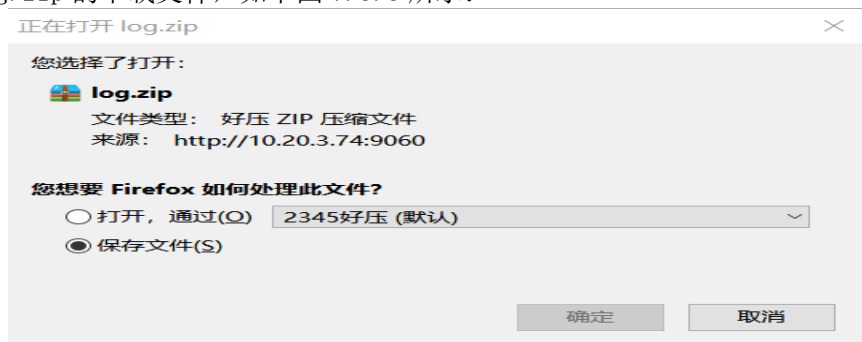 正在打开 log.zip
您选择了打开：
log.zip
文件类型： 好压 ZIP 压缩文件
来源： http://10.20.3.74:9060
您想要 Firefox 如何处理此文件?
打开，通过(O) 2345好压 (默认)
保存文件(S)
确定 取消